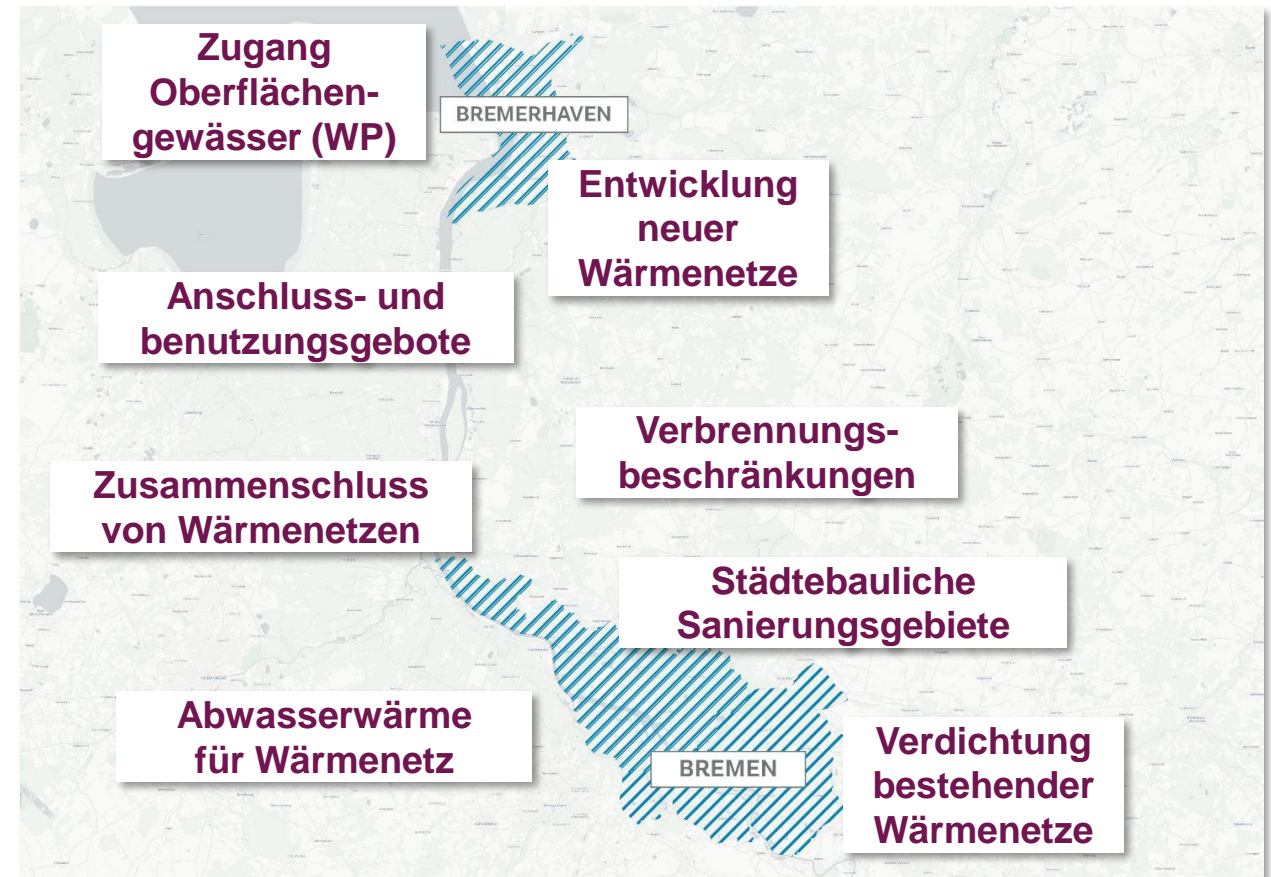 Zugang
Oberflächen-
gewässer (WP)
BREMERHAVEN
Entwicklung
neuer
Wärmenetze
Anschluss- und
benutzungsgebote
Verbrennungs-
beschränkungen
Zusammenschluss
von Wärmenetzen
Städtebauliche
Sanierungsgebiete
Abwasserwärme
für Wärmenetz
BREMEN
Verdichtung
bestehender
Wärmenetze